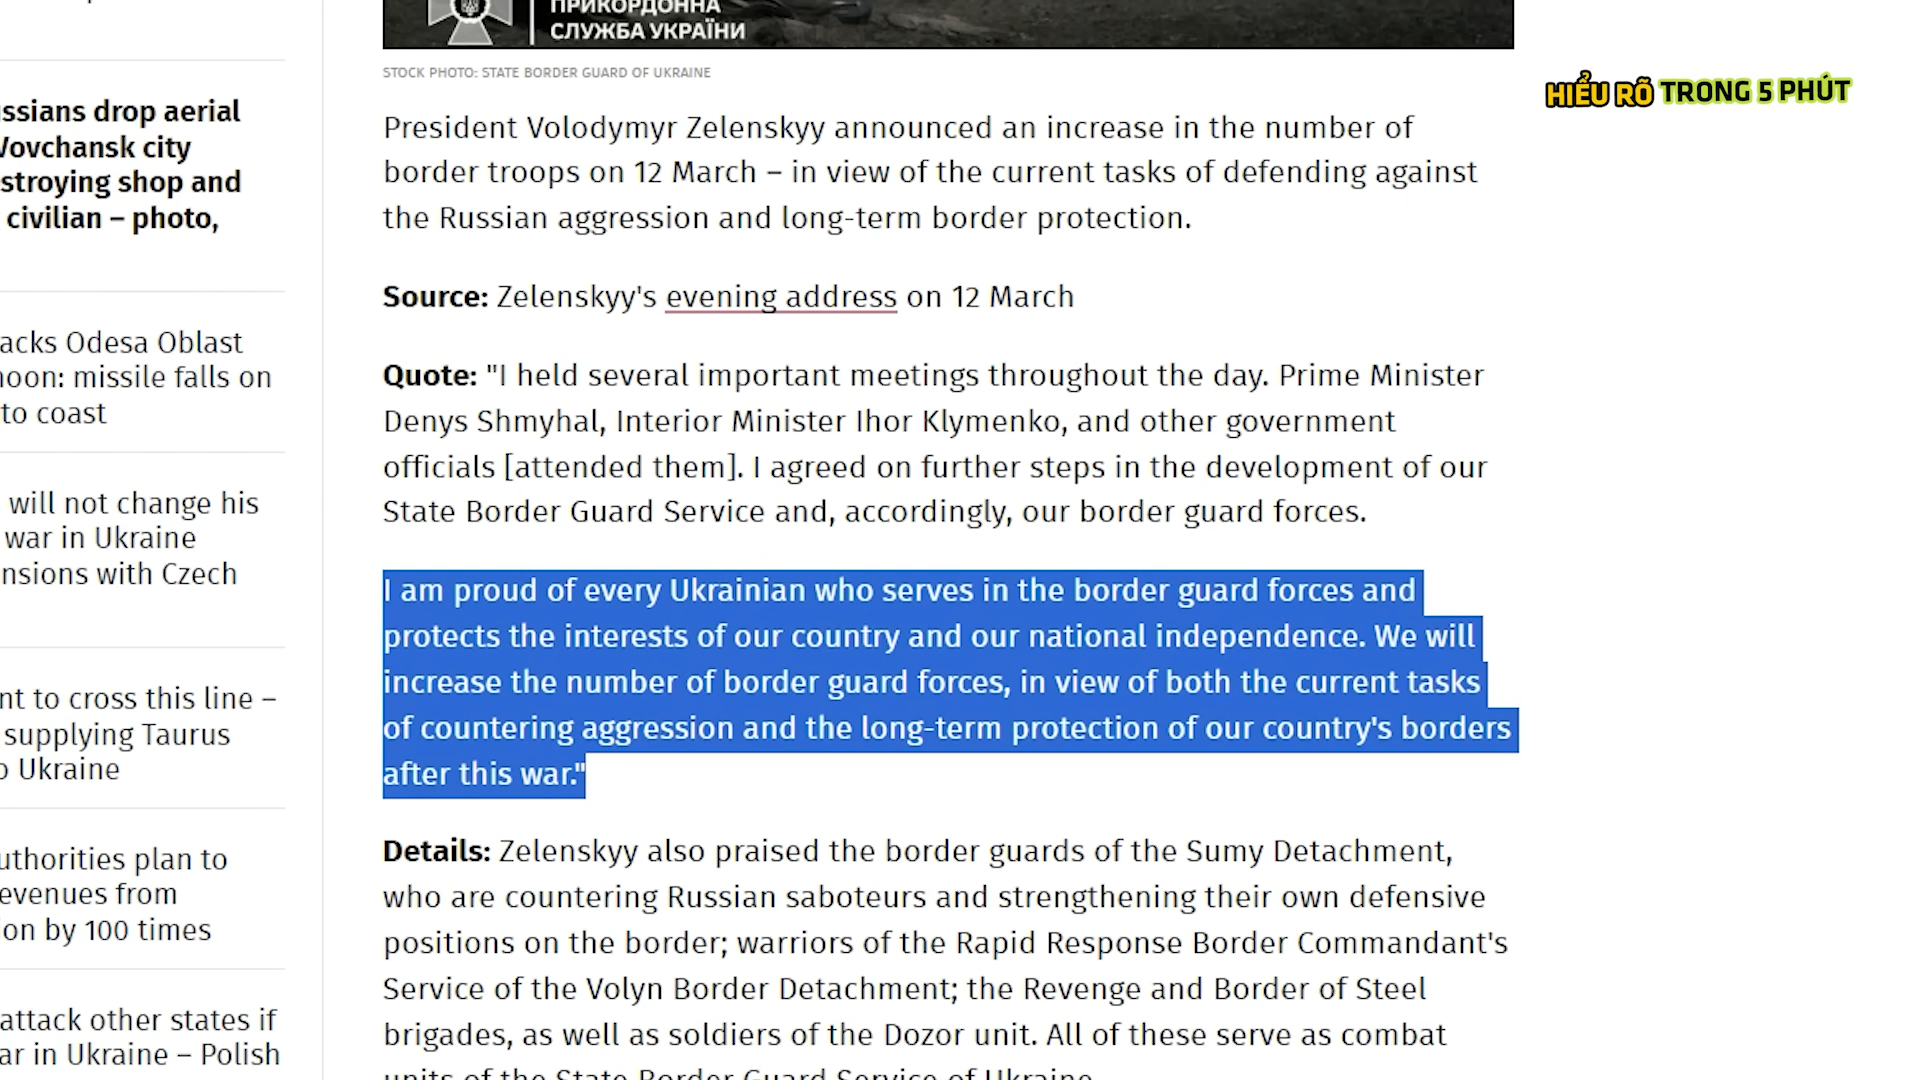 ПРИКОРДОННА
СЛУЖБА УКРАЇНИ
STOCK PHOTO: STATE BORDER GUARD OF UKRAINE
HIỂU RÕ TRONG 5 PHÚT
President Volodymyr Zelenskyy announced an increase in the number of
border troops on 12 March – in view of the current tasks of defending against
the Russian aggression and long-term border protection.
Source: Zelenskyy's evening address on 12 March
Quote: "I held several important meetings throughout the day. Prime Minister
Denys Shmyhal, Interior Minister Ihor Klymenko, and other government
officials [attended them]. I agreed on further steps in the development of our
State Border Guard Service and, accordingly, our border guard forces.
I am proud of every Ukrainian who serves in the border guard forces and
protects the interests of our country and our national independence. We will
increase the number of border guard forces, in view of both the current tasks
of countering aggression and the long-term protection of our country's borders
after this war."
Details: Zelenskyy also praised the border guards of the Sumy Detachment,
who are countering Russian saboteurs and strengthening their own defensive
positions on the border; warriors of the Rapid Response Border Commandant's
Service of the Volyn Border Detachment; the Revenge and Border of Steel
brigades, as well as soldiers of the Dozor unit. All of these serve as combat
units of the State Border Guard Service of Ukraine.
ssians drop aerial
Vovchansk city
stroying shop and
civilian – photo,
acks Odesa Oblast
noon: missile falls on
to coast
will not change his
war in Ukraine
nsions with Czech
nt to cross this line –
supplying Taurus
o Ukraine
uthorities plan to
evenues from
ion by 100 times
attack other states if
ar in Ukraine – Polish